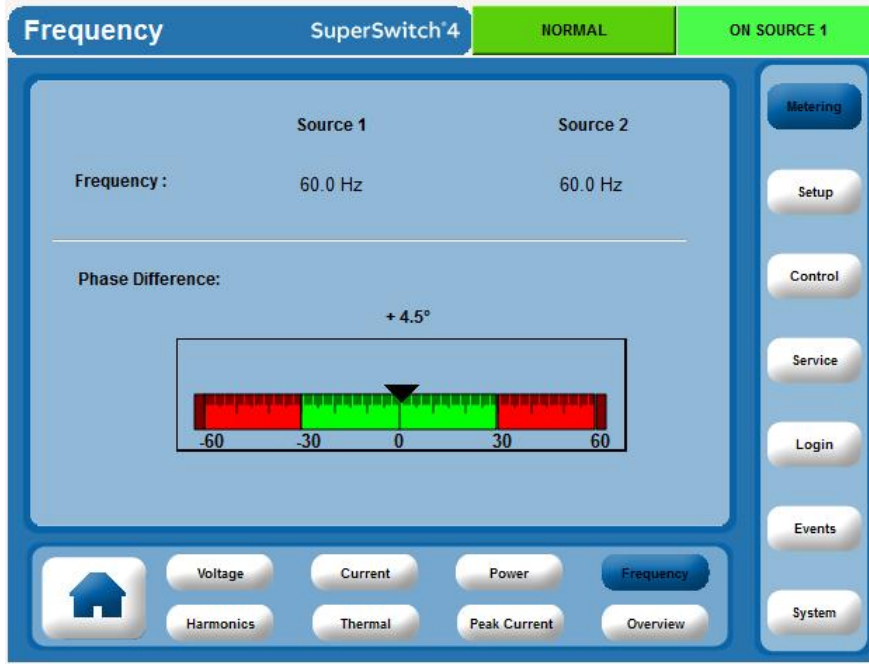 Frequency SuperSwitch®4 NORMAL ON SOURCE 1
Source 1 Source 2
Frequency : 60.0 Hz 60.0 Hz
Phase Difference:
+ 4.5°
-60 -30 0 30 60
Voltage Current Power Frequency
Harmonics Thermal Peak Current Overview
Metering
Setup
Control
Service
Login
Events
System